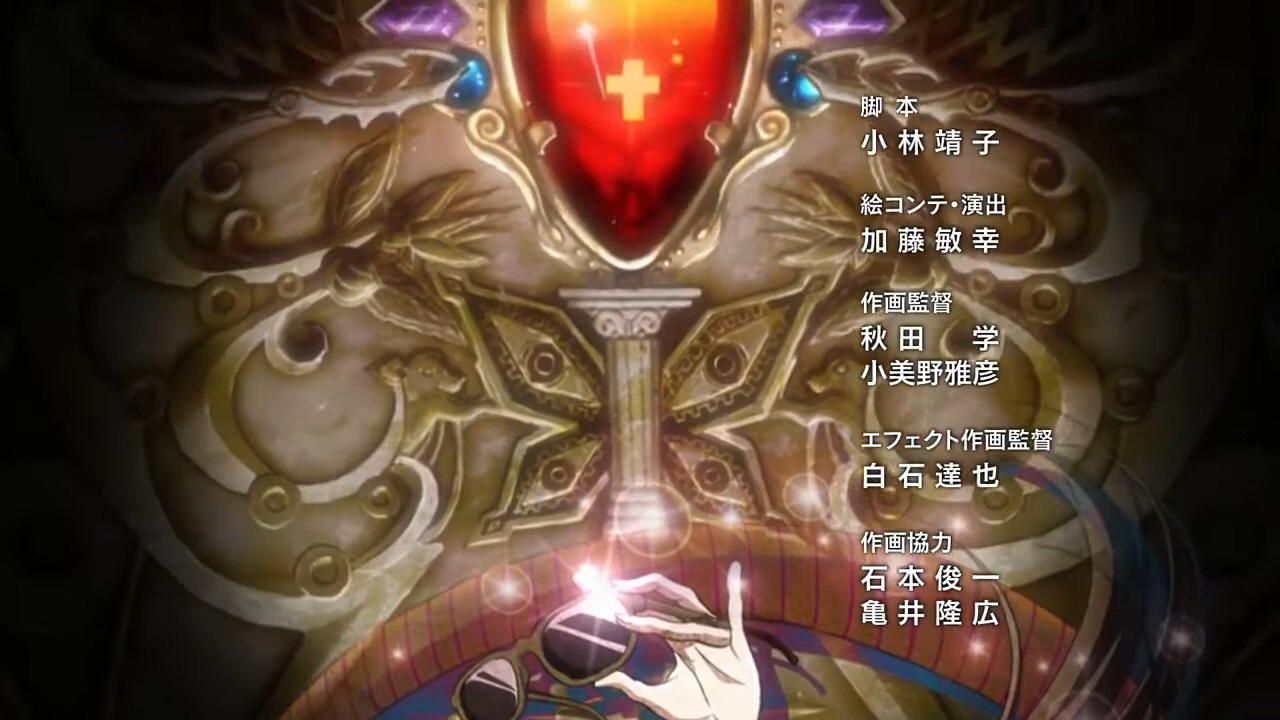 脚本
小林靖子
絵コンテ・演出
加藤敏幸
作画監督
秋田 学
小美野雅彦
エフェクト作画監督
白石達也
作画協力
石本俊一
亀井隆広